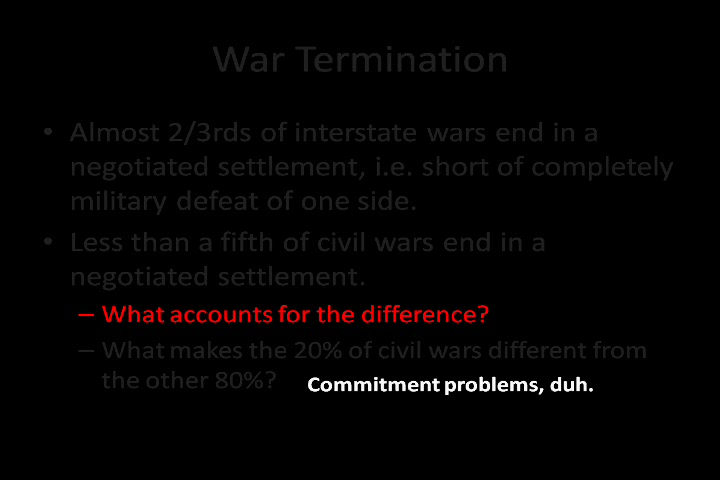 War Termination
• Almost 2/3rds of interstate wars end in a
negotiated settlement, i.e. short of completely
military defeat of one side.
• Less than a fifth of civil wars end in a
negotiated settlement.
– What accounts for the difference?
– What makes the 20% of civil wars different from
the other 80%?
Commitment problems, duh.